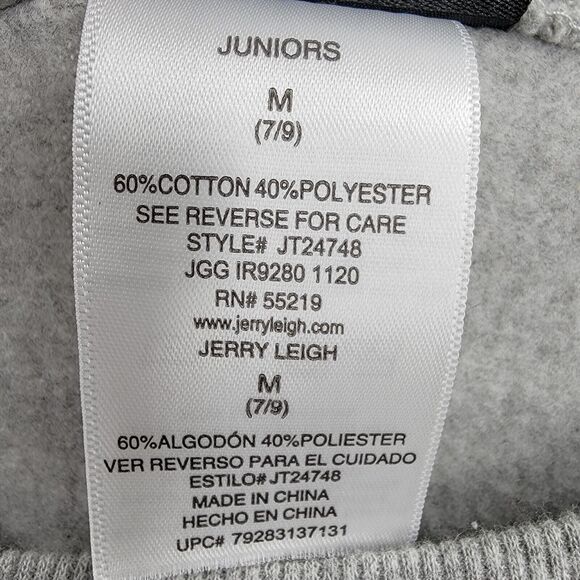 JUNIORS
M
(7/9)
60%COTTON 40%POLYESTER
SEE REVERSE FOR CARE
STYLE# JT24748
JGG IR9280 1120
RN# 55219
www.jerryleigh.com
JERRY LEIGH
M
(7/9)
60%ALGODÓN 40%POLIESTER
VER REVERSO PARA EL CUIDADO
ESTILO# JT24748
MADE IN CHINA
HECHO EN CHINA
UPC# 79283137131